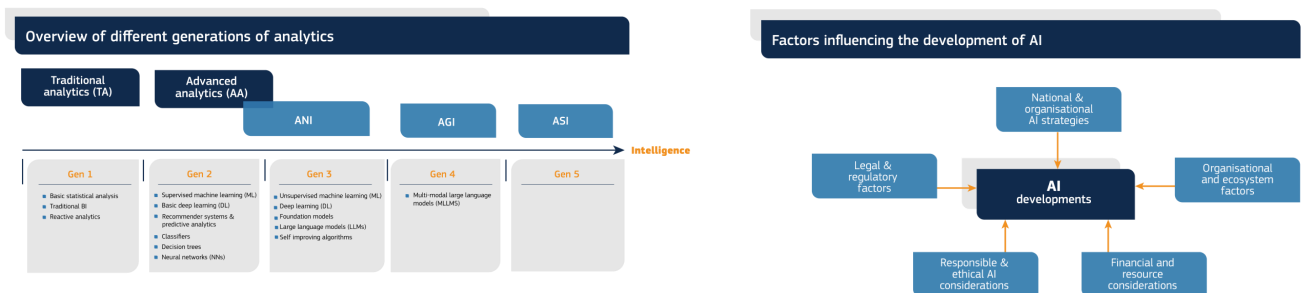 Overview of different generations of analytics
Traditional
analytics (TA)
Advanced
analytics (AA)
ANI
AGI
ASI
Intelligence
Gen 1
Basic statistical analysis
Traditional BI
Reactive analytics
Gen 2
Supervised machine learning (ML)
Basic deep learning (DL)
Recommender systems &
predictive analytics
Classifiers
Decision trees
Neural networks (NNs)
Gen 3
Unsupervised machine learning (ML)
Deep learning (DL)
Foundation models
Large language models (LLMs)
Self improving algorithms
Gen 4
Multi-modal large language
models (MLLMS)
Gen 5
Factors influencing the development of AI
National &
organisational
AI strategies
Legal &
regulatory
factors
AI
developments
Organisational
and ecosystem
factors
Responsible &
ethical AI
considerations
Financial and
resource
considerations